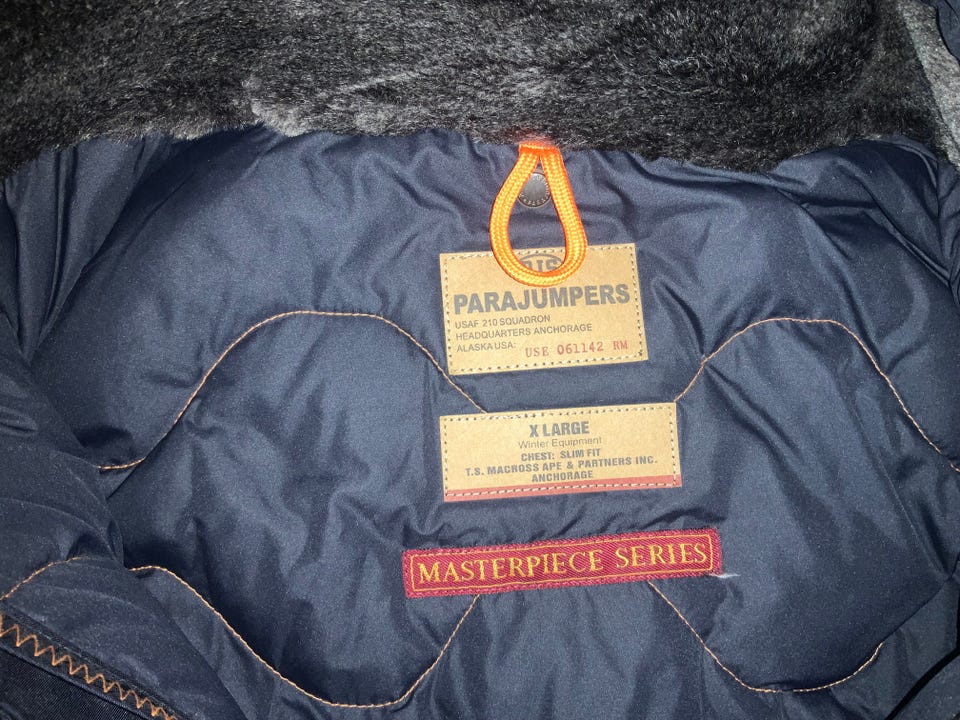 PARAJUMPERS
USAF 210 SQUADRON
HEADQUARTERS ANCHORAGE
ALASKA USA: USE 061142 RM
X LARGE
Winter Equipment
CHEST: SLIM FIT
T.S. MACROSS APE & PARTNERS INC.
ANCHORAGE
MASTERPIECE SERIES